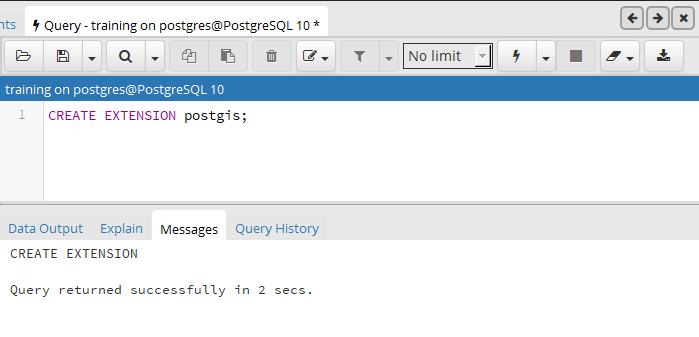 nts
Query - training on postgres@PostgreSQL 10 *
No limit
training on postgres@PostgreSQL 10
1 CREATE EXTENSION postgis;
Data Output Explain Messages Query History
CREATE EXTENSION
Query returned successfully in 2 secs.